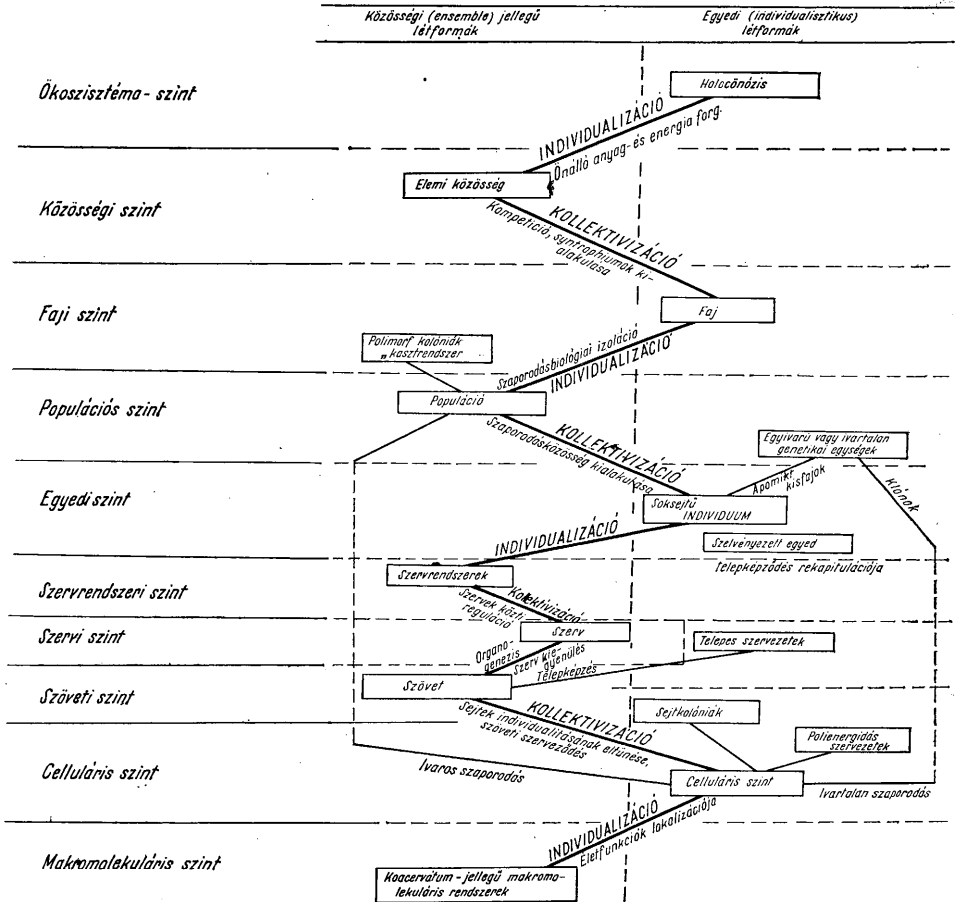 Közösségi (ensemble) jellegű
létformák
Egyedi (individualisztikus)
létformák
Ökoszisztéma-szint
Holocönózis
INDIVIDUALIZÁCIÓ
Önálló anyag- és energia forg.
Közösségi szint
Elemi közösség
KOLLEKTIVIZÁCIÓ
Kompetíció, syntrophiumok ki-
alakulása
Faji szint
Faj
Polimorf kolóniák
„kasztrendszer
Szaporodásbiológiai izoláció
INDIVIDUALIZÁCIÓ
Populációs szint
Populáció
KOLLEKTIVIZÁCIÓ
Szaporodásközösség kialakulása
Egyivarú vagy ivartalan
genetikai egységek
Apomikt
kisfajok
Klónok
Egyedi szint
Soksejtű
INDIVIDUUM
INDIVIDUALIZÁCIÓ
Szelvényezett egyed
Telepképződés rekapitulációja
Szervrendszeri szint
Szervrendszerek
Kollektivizáció
Szervek közti
reguláció
Szervi szint
Szerv
Telepes szervezetek
Organo-
genezis
Szerv kie-
gyenülés
Telepképzés
Szöveti szint
Szövet
KOLLEKTIVIZÁCIÓ
Sejtek individualitásának eltűnése,
szöveti szerveződés
Sejtkolóniák
Polienergidás
szervezetek
Celluláris szint
Ivaros szaporodás
Celluláris szint
Ivartalan szaporodás
INDIVIDUALIZÁCIÓ
Életfunkciók lokalizációja
Makromolekuláris szint
Koacervátum-jellegű makromo-
lekuláris rendszerek